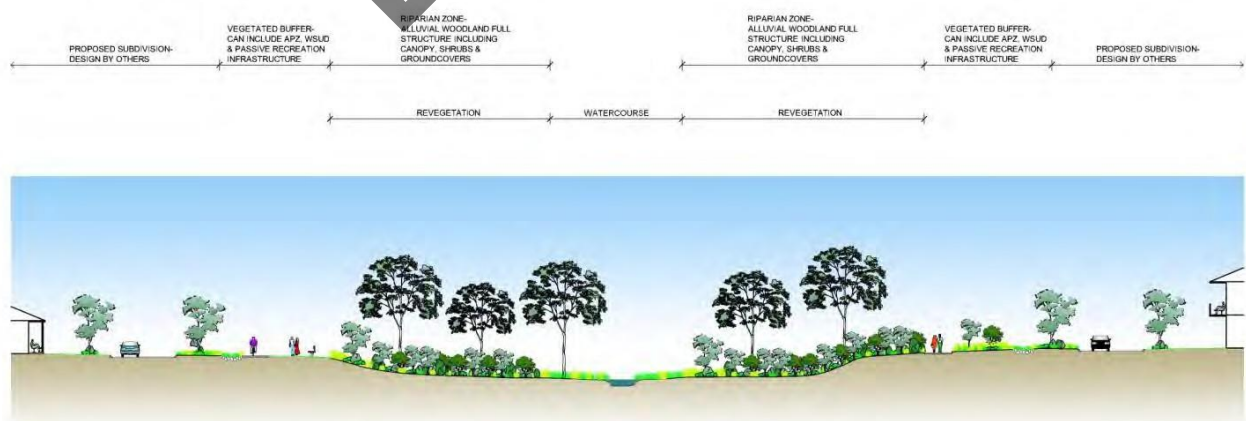 PROPOSED SUBDIVISION-
DESIGN BY OTHERS
VEGETATED BUFFER-
CAN INCLUDE APZ, WSUD
& PASSIVE RECREATION
INFRASTRUCTURE
RIPARIAN ZONE-
ALLUVIAL WOODLAND FULL
STRUCTURE INCLUDING
CANOPY, SHRUBS &
GROUNDCOVERS
RIPARIAN ZONE-
ALLUVIAL WOODLAND FULL
STRUCTURE INCLUDING
CANOPY, SHRUBS &
GROUNDCOVERS
VEGETATED BUFFER-
CAN INCLUDE APZ, WSUD
& PASSIVE RECREATION
INFRASTRUCTURE
PROPOSED SUBDIVISION-
DESIGN BY OTHERS
REVEGETATION
WATERCOURSE
REVEGETATION